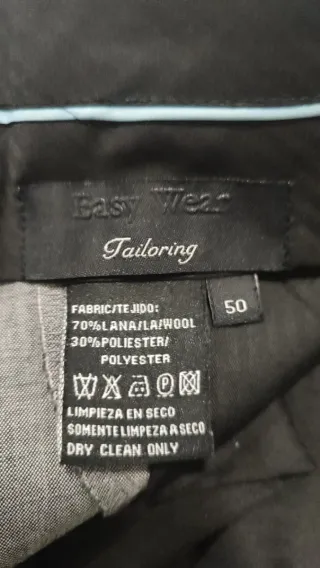 Easy Wear
Tailoring
50
FABRIC/TEJIDO:
70%LANA/LA/WOOL
30%POLIESTER/
POLYESTER
P
LIMPIEZA EN SECO
SOMENTE LIMPEZA A SECO
DRY CLEAN ONLY